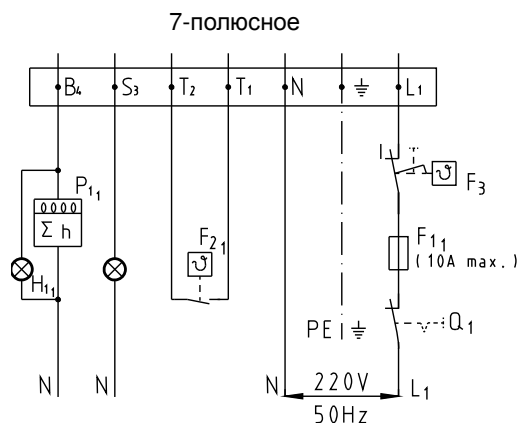 7-полюсное
B4 S3 T2 T1 N L1
P11
Σ h
H11
F21
ϑ
ϑ
F3
F11
(10A max.)
PE
Q1
N N N 220V L1
50Hz